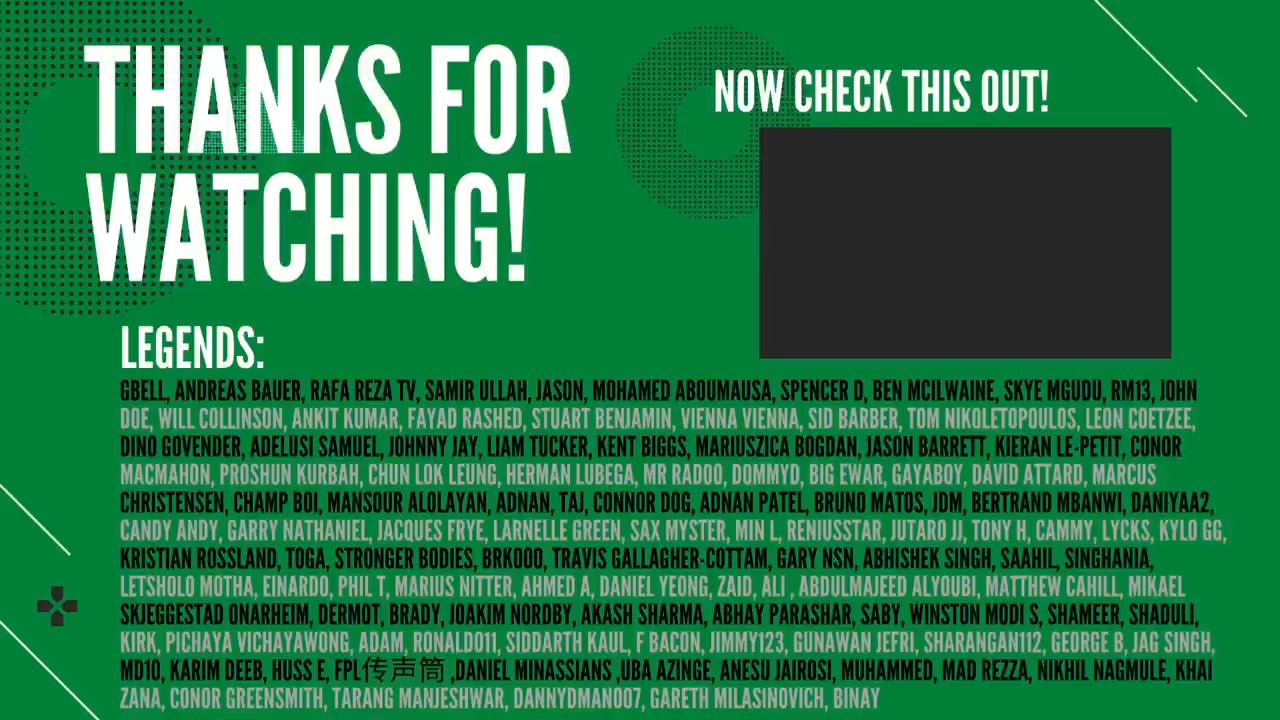 THANKS FOR
WATCHING!
NOW CHECK THIS OUT!
LEGENDS:
GBELL, ANDREAS BAUER, RAFA REZA TV, SAMIR ULLAH, JASON, MOHAMED ABOUMAUSA, SPENCER D, BEN MCILWAINE, SKYE MGUDU, RM13, JOHN
DOE, WILL COLLINSON, ANKIT KUMAR, FAYAD RASHED, STUART BENJAMIN, VIENNA VIENNA, SID BARBER, TOM NIKOLETOPOULOS, LEON COETZEE,
DINO GOVENDER, ADELUSI SAMUEL, JOHNNY JAY, LIAM TUCKER, KENT BIGGS, MARIUSZICA BOGDAN, JASON BARRETT, KIERAN LE-PETIT, CONOR
MACMAHON, PROSHUN KURBAH, CHUN LOK LEUNG, HERMAN LUBEGA, MR RADOO, DOMMYD, BIG EWAR, GAYABOY, DAVID ATTARD, MARCUS
CHRISTENSEN, CHAMP BOI, MANSOUR ALOLAYAN, ADNAN, TAJ, CONNOR DOG, ADNAN PATEL, BRUNO MATOS, JDM, BERTRAND MBANWI, DANIYAA2,
CANDY ANDY, GARRY NATHANIEL, JACQUES FRYE, LARNELLE GREEN, SAX MYSTER, MIN L, RENIUSSTAR, JUTARO JI, TONY H, CAMMY, LYCKS, KYLO GG,
KRISTIAN ROSSLAND, TOGA, STRONGER BODIES, BRK000, TRAVIS GALLAGHER-COTTAM, GARY NSN, ABHISHEK SINGH, SAAHIL, SINGHANIA,
LETSHOLO MOTHA, EINARDO, PHIL T, MARIUS NITTER, AHMED A, DANIEL YEONG, ZAID, ALI , ABDULMAJEED ALYOUBI, MATTHEW CAHILL, MIKAEL
SKJEGGESTAD ONARHEIM, DERMOT, BRADY, JOAKIM NORDBY, AKASH SHARMA, ABHAY PARASHAR, SABY, WINSTON MODI S, SHAMEER, SHADULI,
KIRK, PICHAYA VICHAYAWONG, ADAM, RONALDO11, SIDDARTH KAUL, F BACON, JIMMY123, GUNAWAN JEFRI, SHARANGAN112, GEORGE B, JAG SINGH,
MD10, KARIM DEEB, HUSS E, FPL传声筒 ,DANIEL MINASSIANS ,UBA AZINGE, ANESU JAIROSI, MUHAMMED, MAD REZZA, NIKHIL NAGMULE, KHAI
ZANA, CONOR GREENSMITH, TARANG MANJESHWAR, DANNYDMAN007, GARETH MILASINOVICH, BINAY